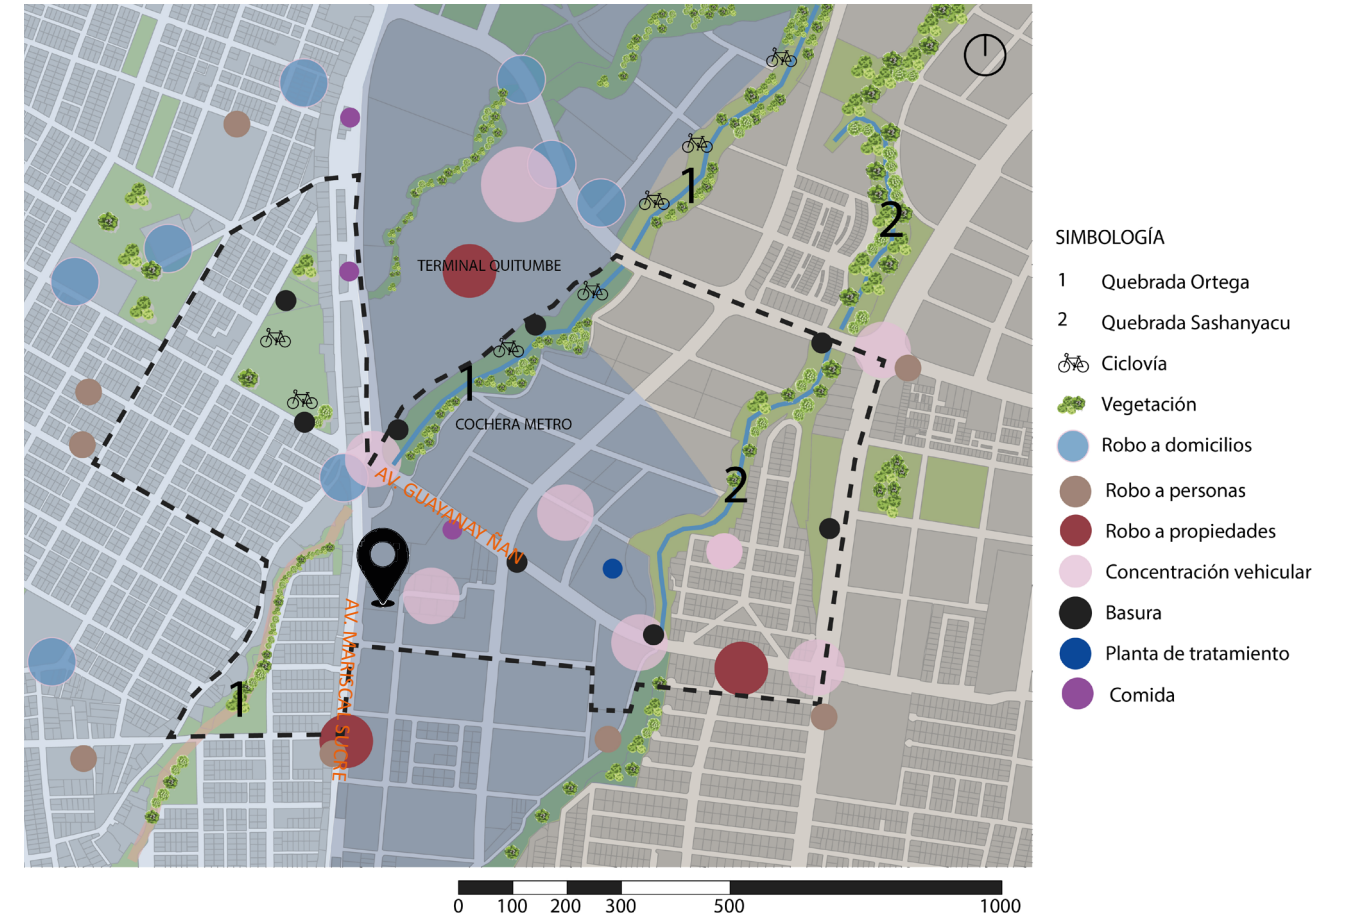 1
2
TERMINAL QUITUMBE
1
COCHERA METRO
2
AV. GUAYANAY ÑAN
AV. MARISCAL SUCRE
1
SIMBOLOGÍA
1 Quebrada Ortega
2 Quebrada Sashanyacu
Ciclovía
Vegetación
Robo a domicilios
Robo a personas
Robo a propiedades
Concentración vehicular
Basura
Planta de tratamiento
Comida
0 100 200 300 500 1000